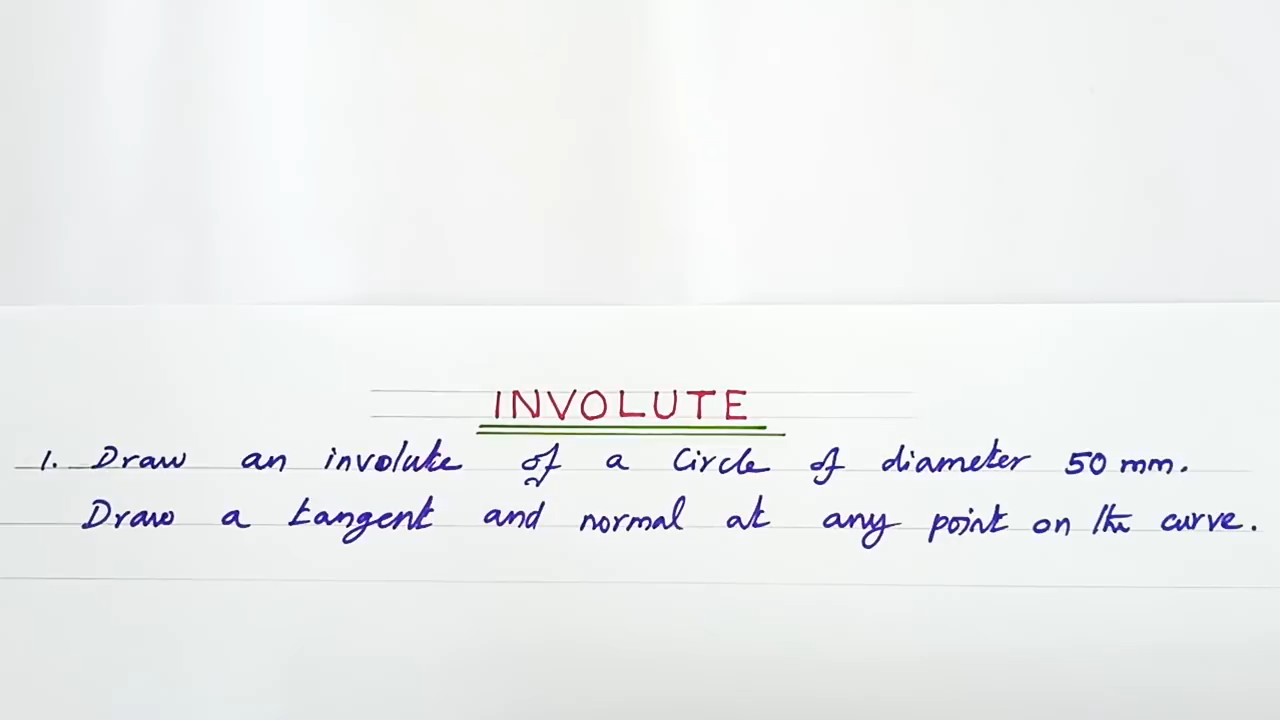 INVOLUTE
1. Draw an involute of a Circle of diameter 50 mm.
Draw a tangent and normal at any point on the curve.